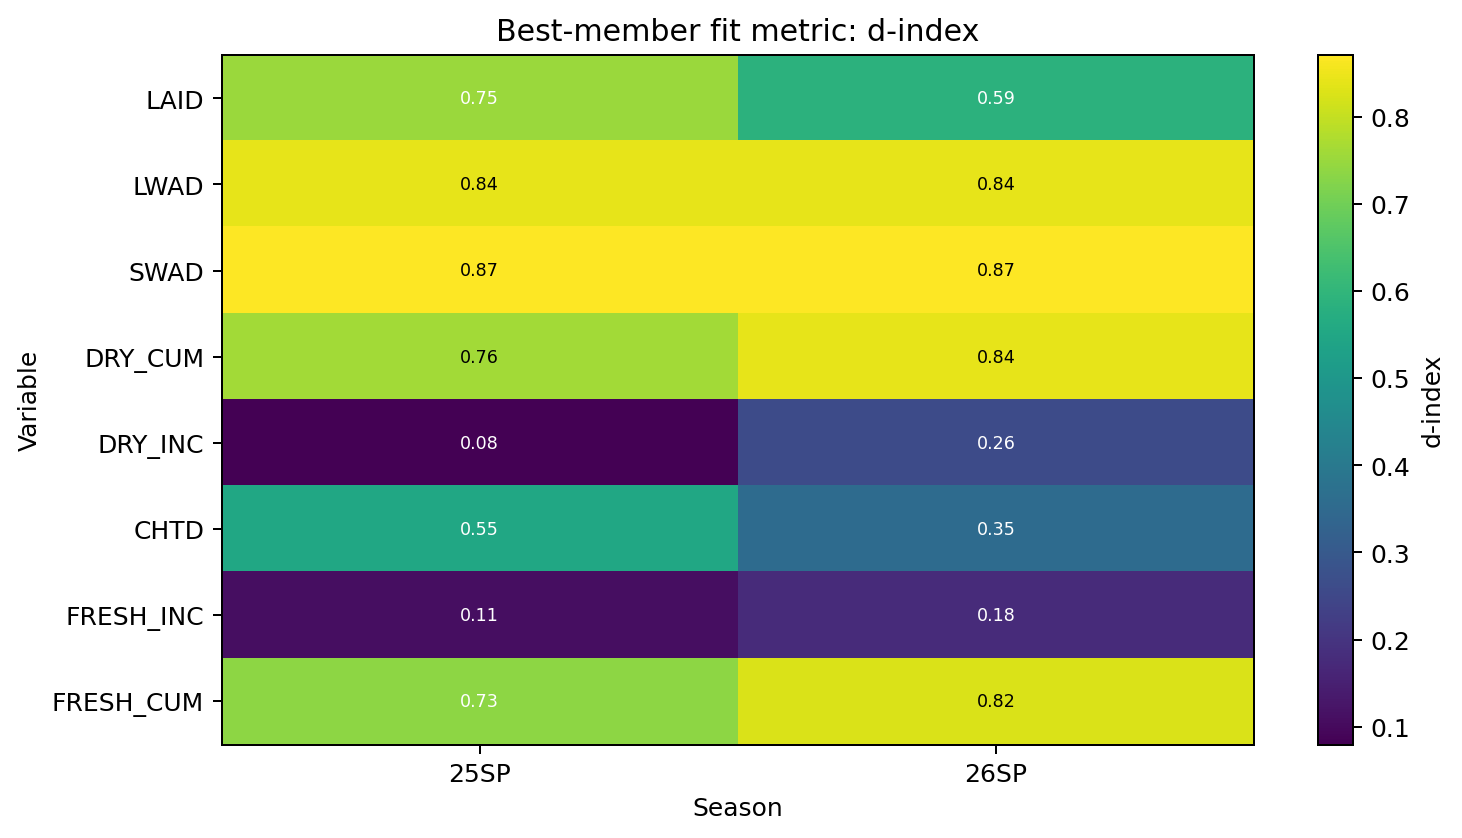 Best-member fit metric: d-index
Variable
LAID 0.75 0.59
LWAD 0.84 0.84
SWAD 0.87 0.87
DRY_CUM 0.76 0.84
DRY_INC 0.08 0.26
CHTD 0.55 0.35
FRESH_INC 0.11 0.18
FRESH_CUM 0.73 0.82
25SP 26SP
Season
0.8
0.7
0.6
0.5
0.4
0.3
0.2
0.1
d-index